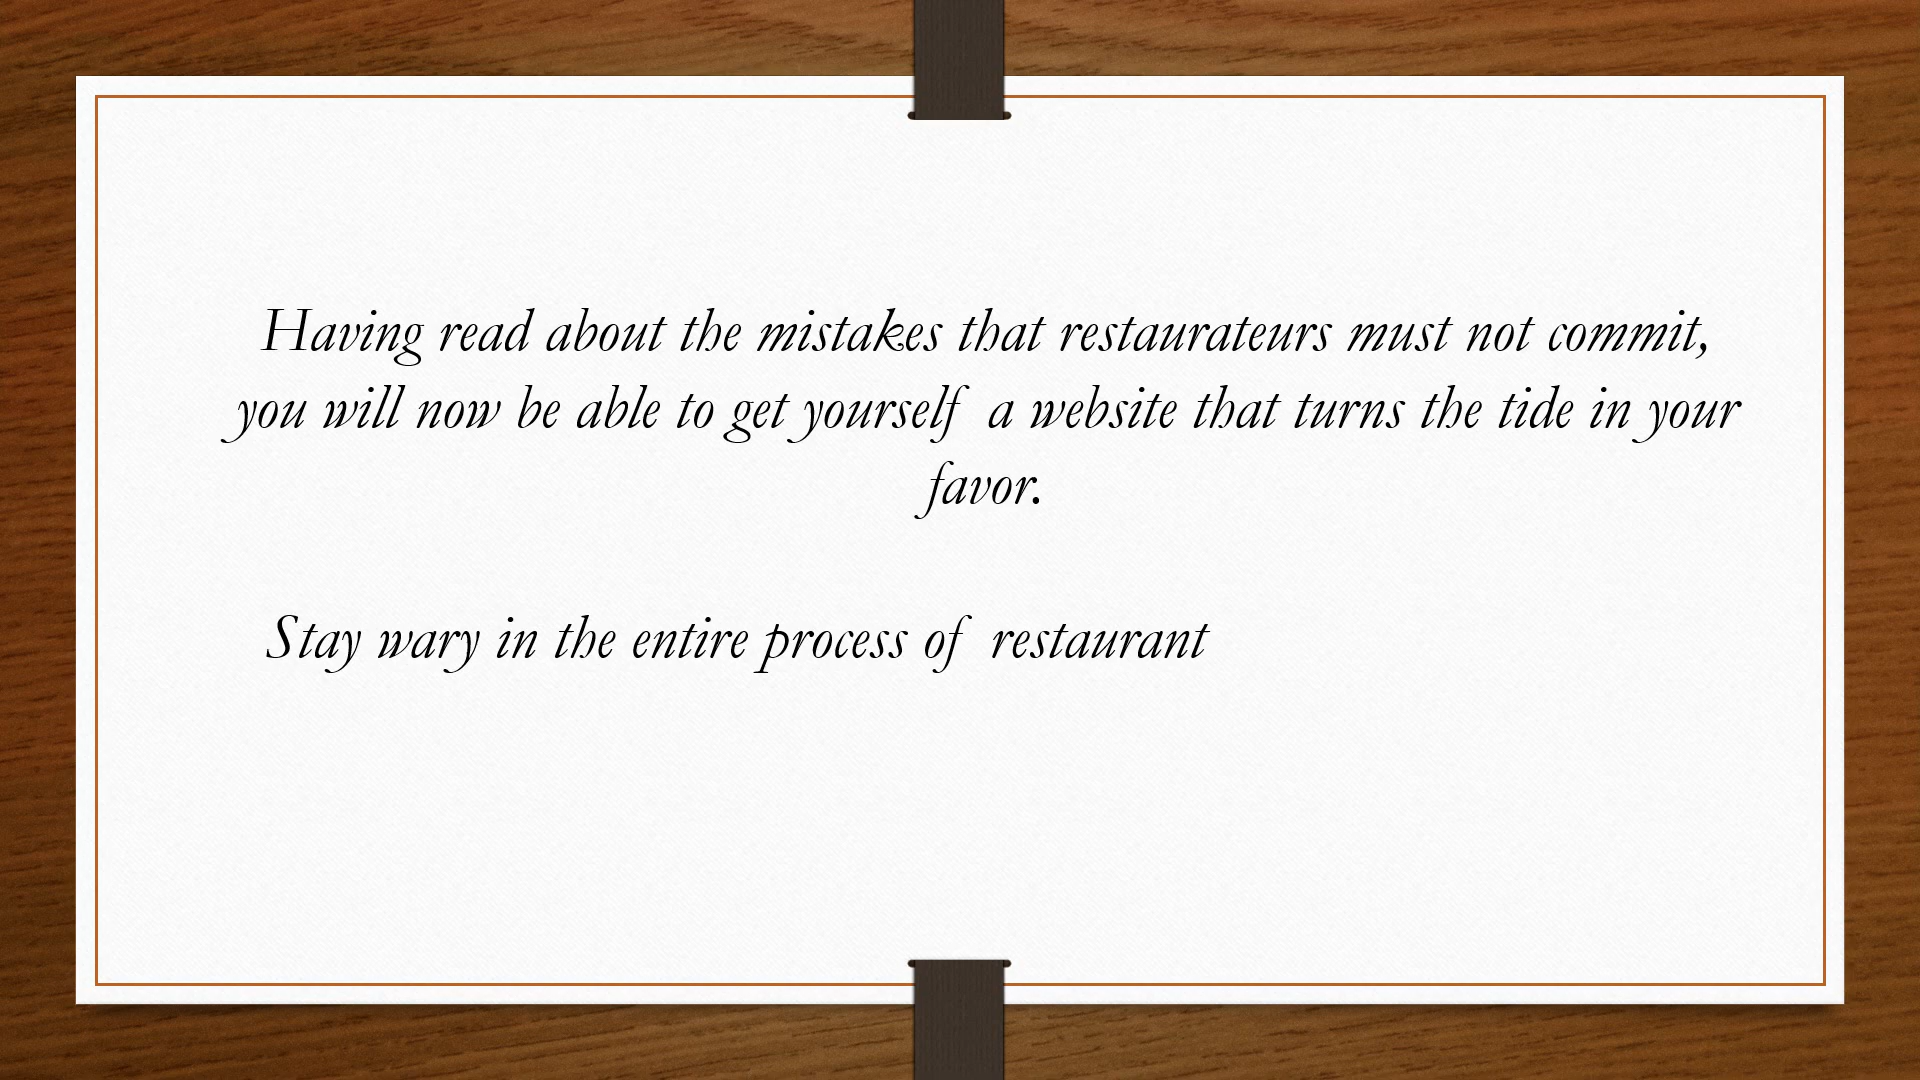 Having read about the mistakes that restaurateurs must not commit,
you will now be able to get yourself a website that turns the tide in your
favor.
Stay wary in the entire process of restaurant